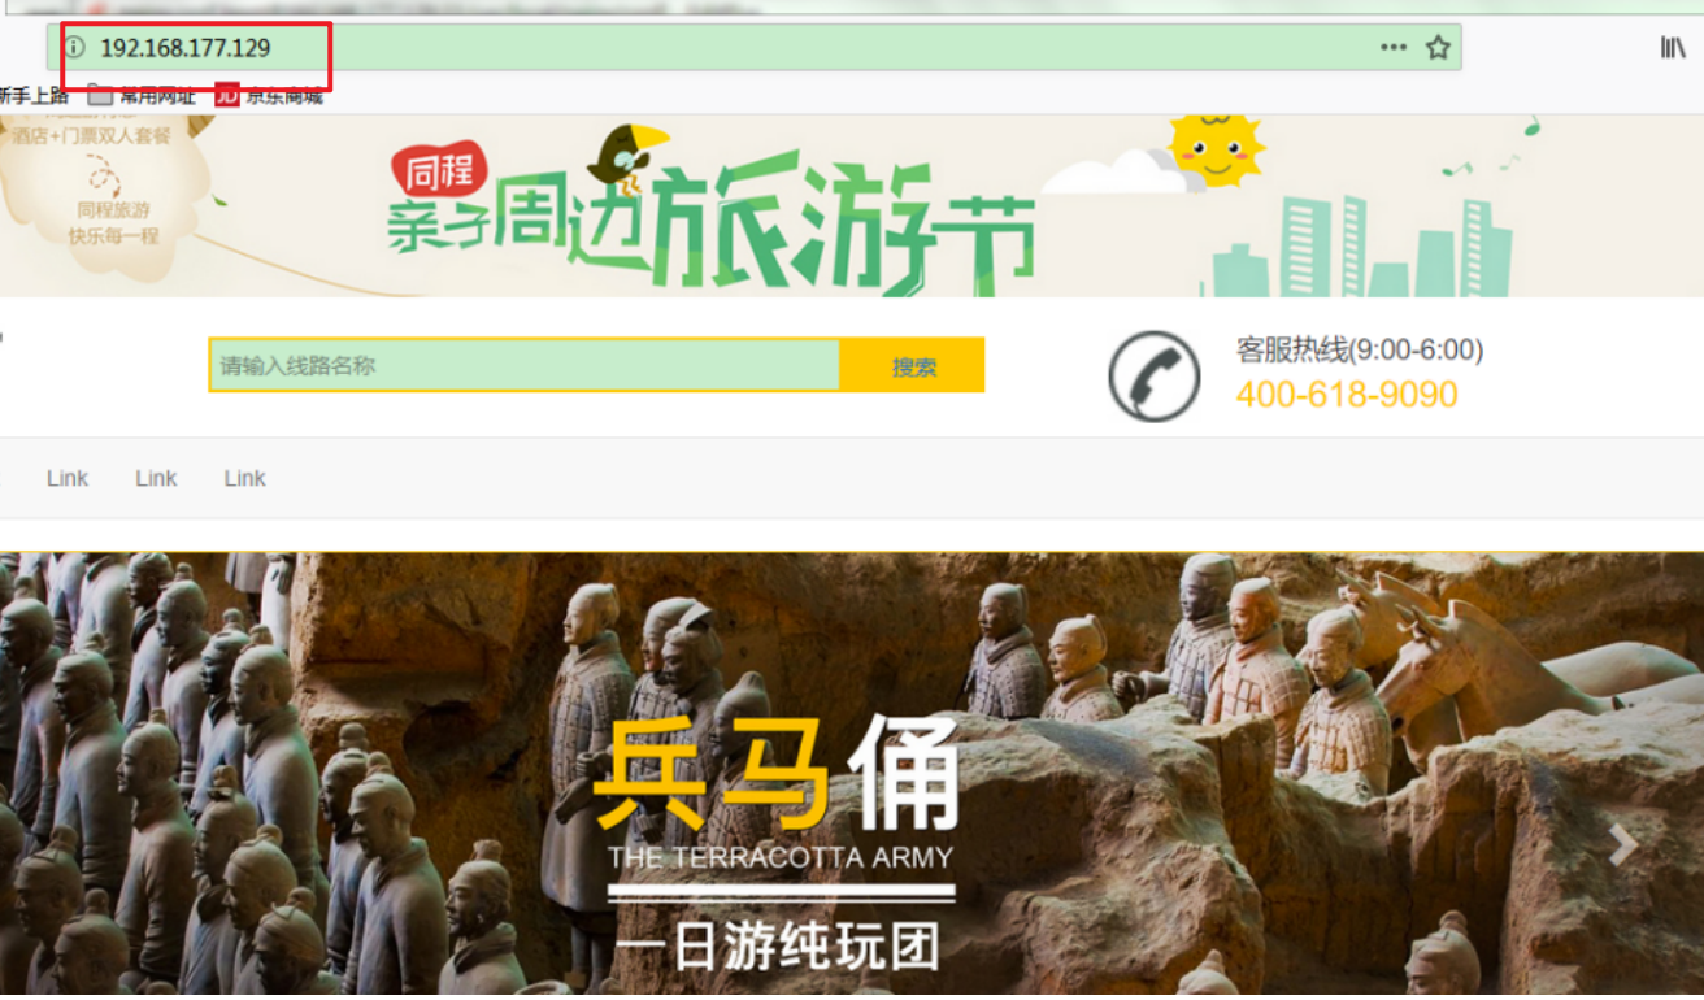 192.168.177.129
新手上路 常用网址 JD 京东商城
酒店+门票双人套餐
同程旅游
快乐每一程
同程
亲子周边旅游节
请输入线路名称 搜索
客服热线(9:00-6:00)
400-618-9090
Link Link Link
兵马俑
THE TERRACOTTA ARMY
一日游纯玩团